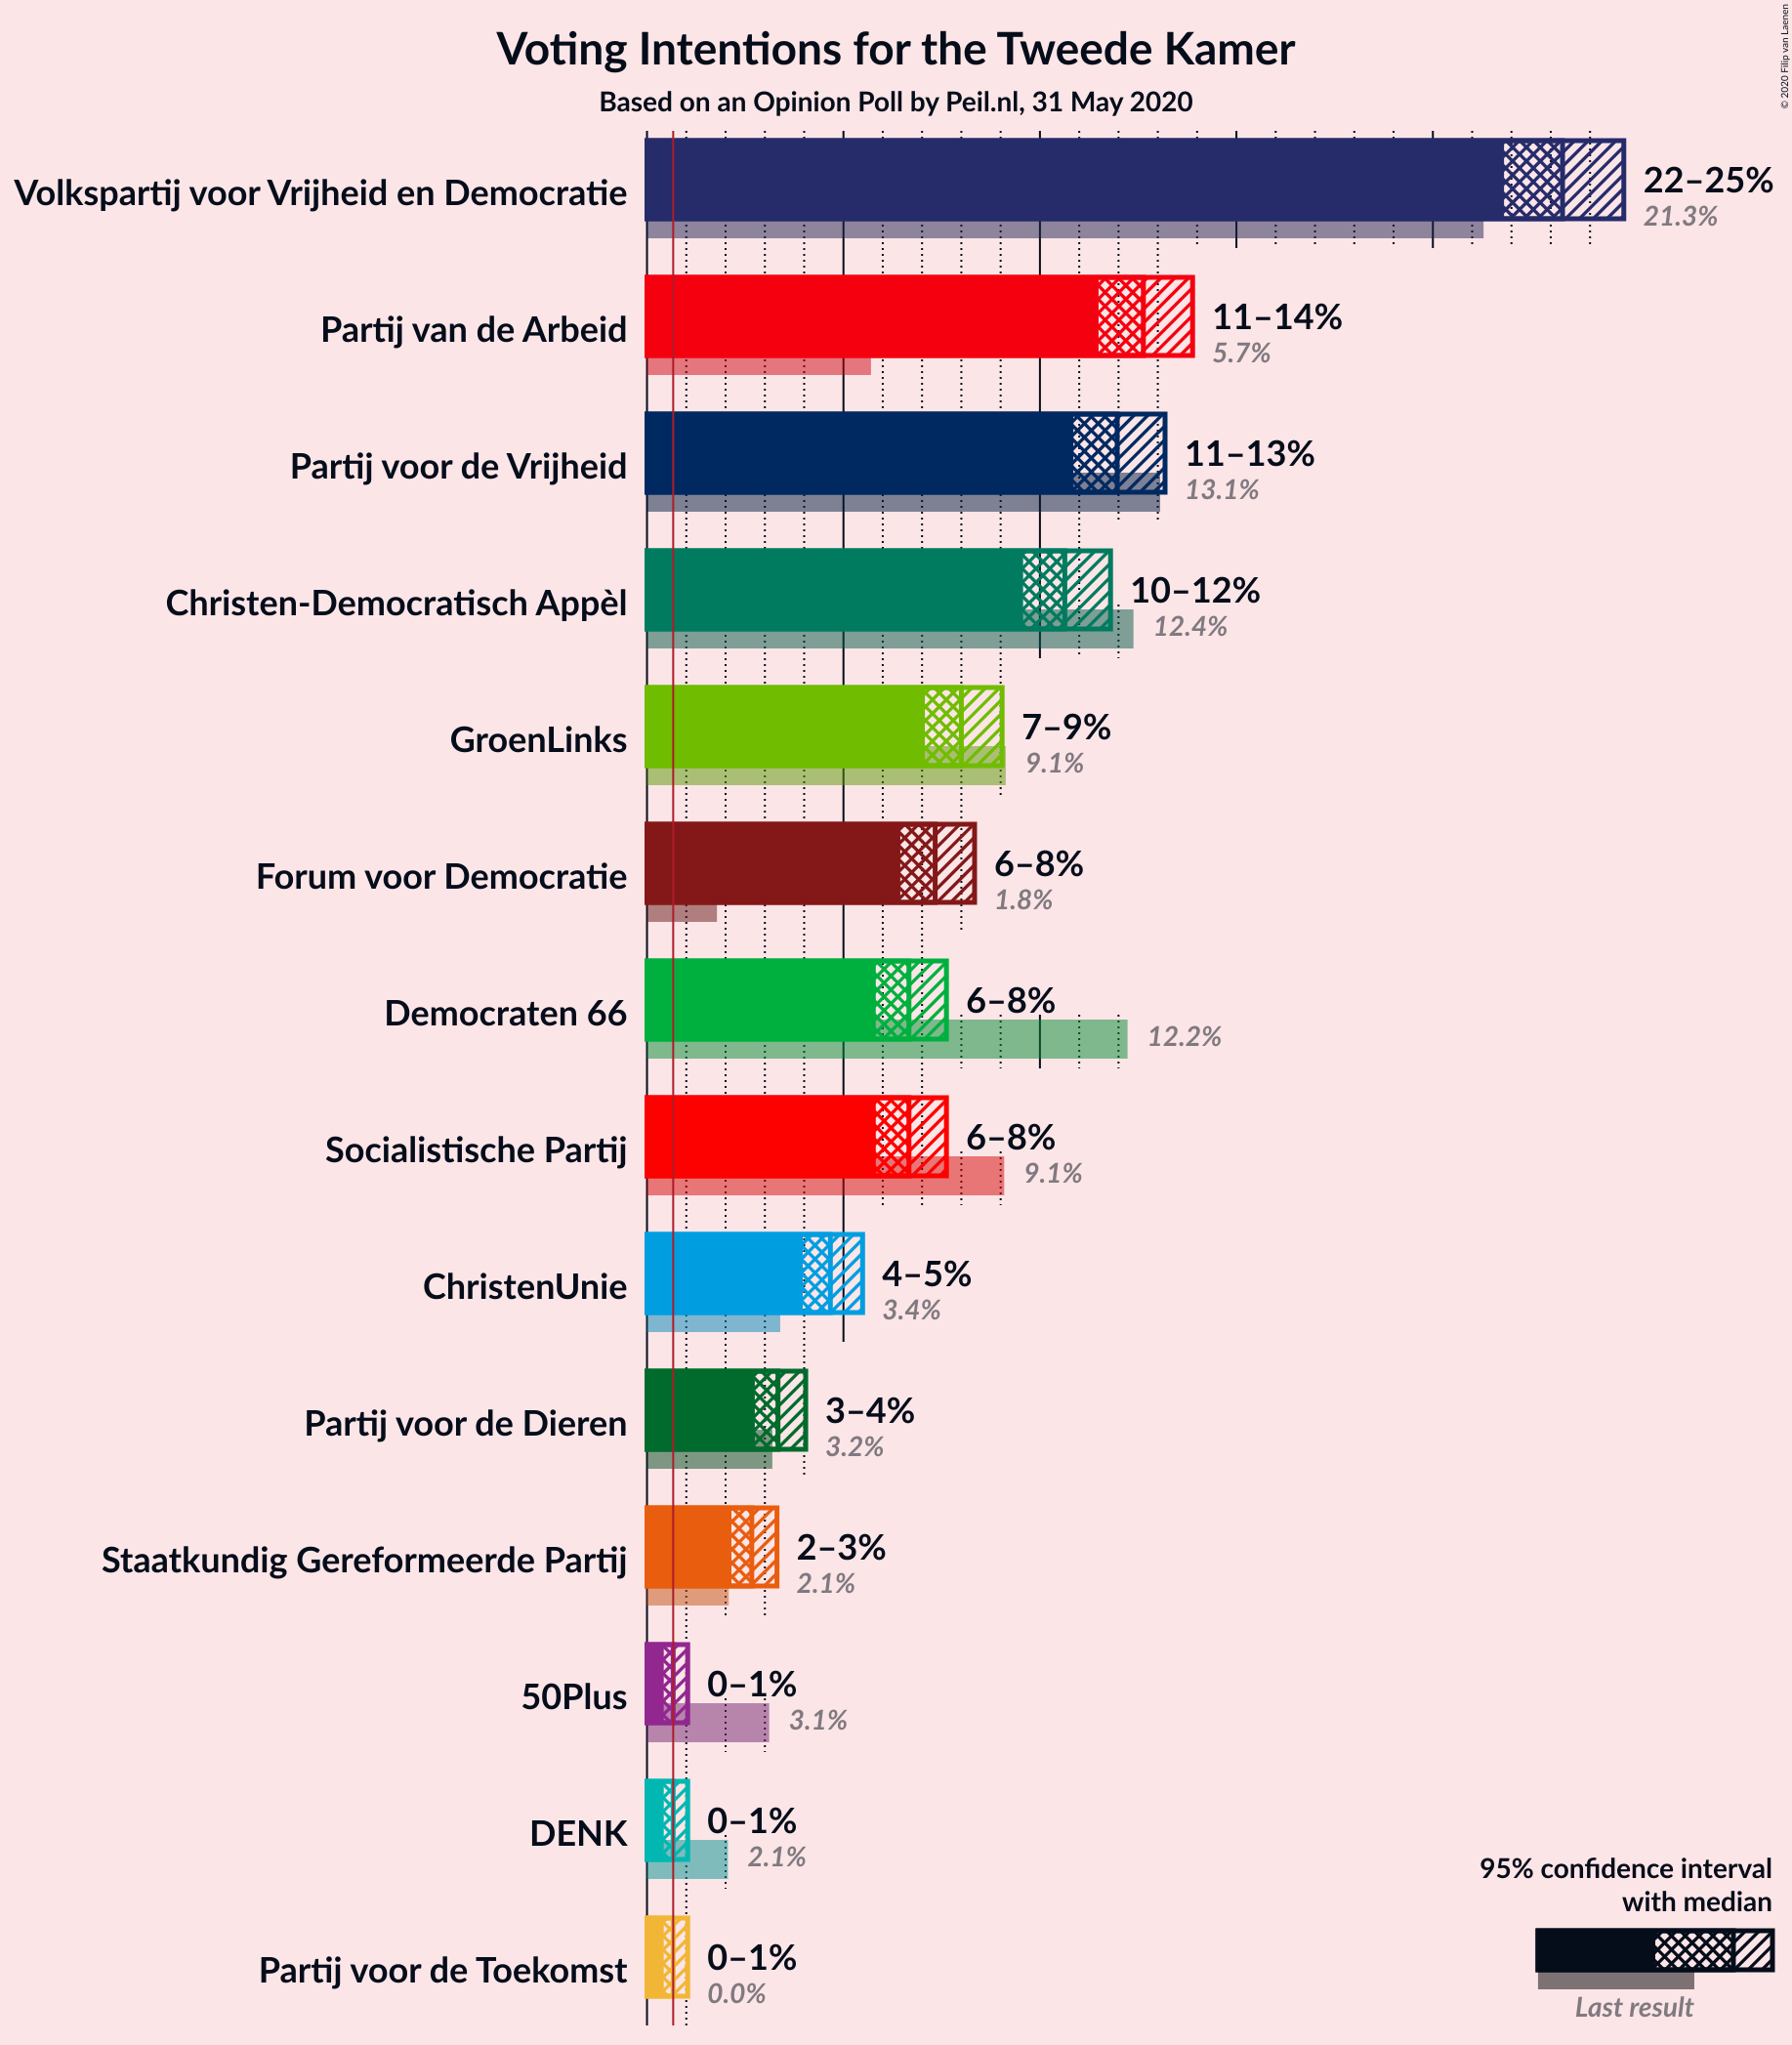 Voting Intentions for the Tweede Kamer
Based on an Opinion Poll by Peil.nl, 31 May 2020
© 2020 Filip van Laenen
Volkspartij voor Vrijheid en Democratie
22–25%
21.3%
Partij van de Arbeid
11–14%
5.7%
Partij voor de Vrijheid
11–13%
13.1%
Christen-Democratisch Appèl
10–12%
12.4%
GroenLinks
7–9%
9.1%
Forum voor Democratie
6–8%
1.8%
Democraten 66
6–8%
12.2%
Socialistische Partij
6–8%
9.1%
ChristenUnie
4–5%
3.4%
Partij voor de Dieren
3–4%
3.2%
Staatkundig Gereformeerde Partij
2–3%
2.1%
50Plus
0–1%
3.1%
DENK
0–1%
2.1%
Partij voor de Toekomst
0–1%
0.0%
95% confidence interval
with median
Last result